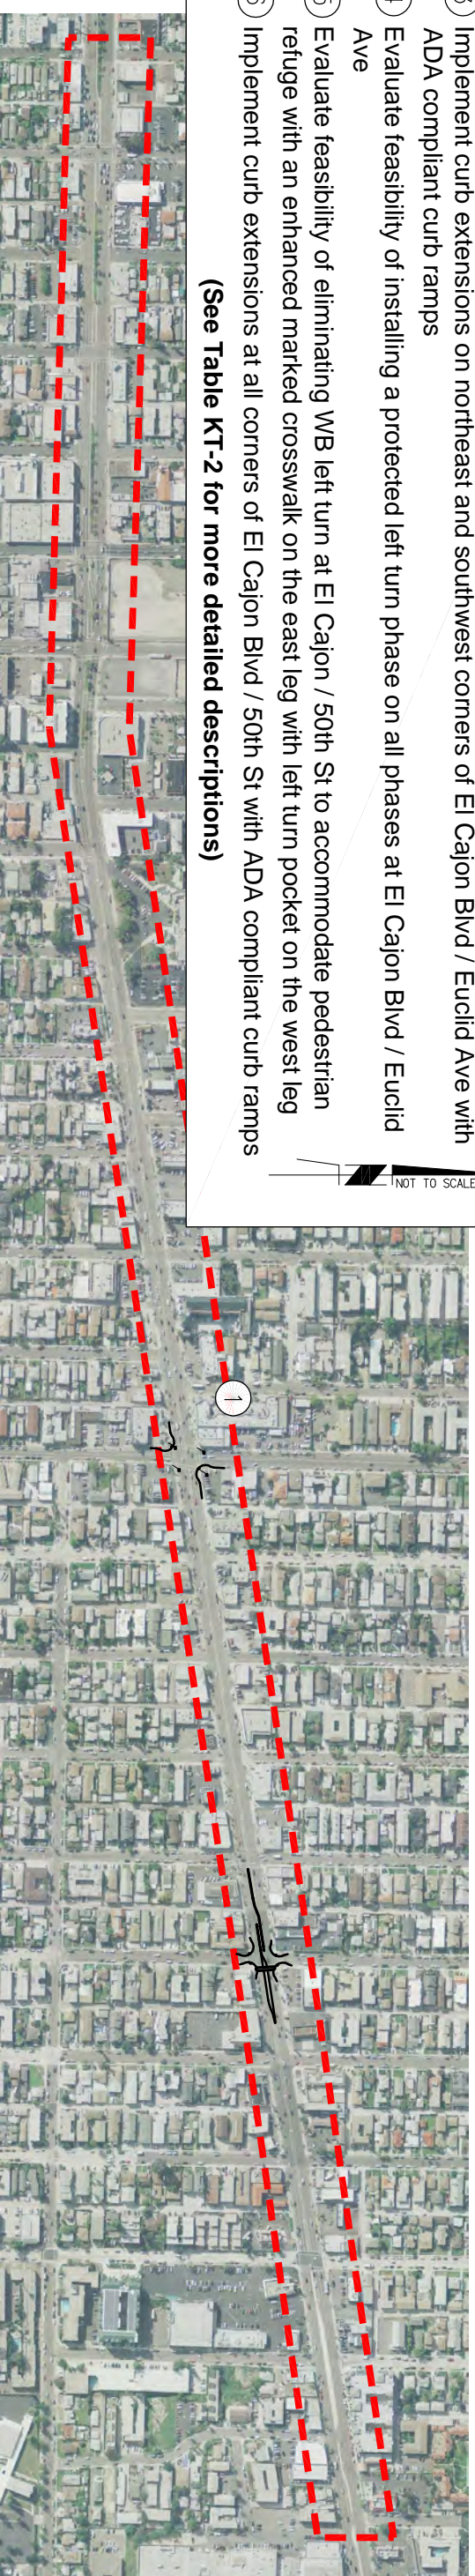 3 Implement curb extensions on northeast and southwest corners of El Cajon Blvd / Euclid Ave with
ADA compliant curb ramps
4 Evaluate feasibility of installing a protected left turn phase on all phases at El Cajon Blvd / Euclid
Ave
5 Evaluate feasibility of eliminating WB left turn at El Cajon / 50th St to accommodate pedestrian
refuge with an enhanced marked crosswalk on the east leg with left turn pocket on the west leg
6 Implement curb extensions at all corners of El Cajon Blvd / 50th St with ADA compliant curb ramps
(See Table KT-2 for more detailed descriptions)
NOT TO SCALE
1